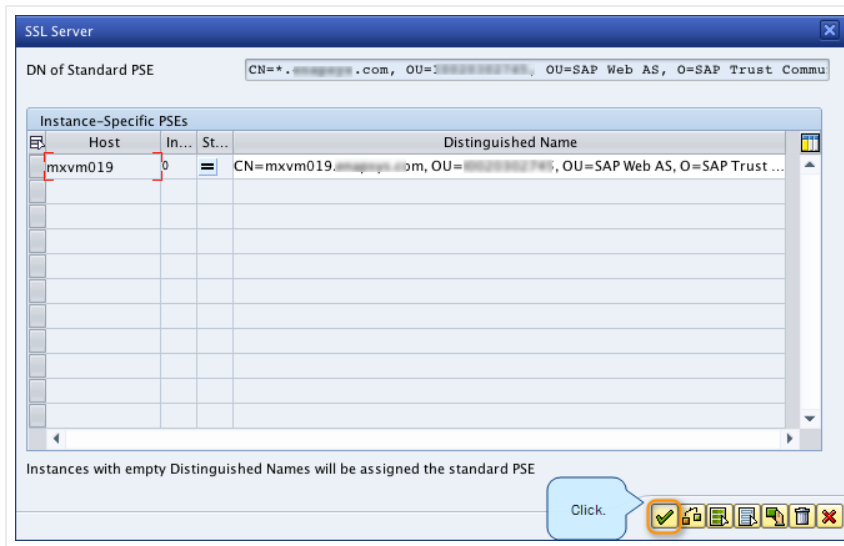 SSL Server
DN of Standard PSE
CN=*. .com, OU= , OU=SAP Web AS, O=SAP Trust Commu
Instance-Specific PSEs
Host In... St... Distinguished Name
mxvm019 0 = CN=mxvm019. om, OU= , OU=SAP Web AS, O=SAP Trust ...
Instances with empty Distinguished Names will be assigned the standard PSE
Click.